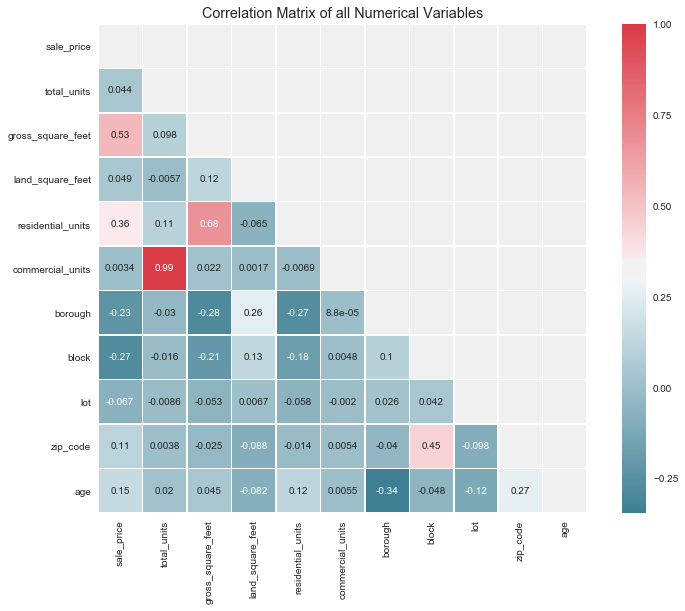 Correlation Matrix of all Numerical Variables
sale_price
total_units 0.044
gross_square_feet 0.53 0.098
land_square_feet 0.049 -0.0057 0.12
residential_units 0.36 0.11 0.68 -0.065
commercial_units 0.0034 0.99 0.022 0.0017 -0.0069
borough -0.23 -0.03 -0.28 0.26 -0.27 8.8e-05
block -0.27 -0.016 -0.21 0.13 -0.18 0.0048 0.1
lot -0.067 -0.0086 -0.053 0.0067 -0.058 -0.002 0.026 0.042
zip_code 0.11 0.0038 -0.025 -0.088 -0.014 0.0054 -0.04 0.45 -0.098
age 0.15 0.02 0.045 -0.082 0.12 0.0055 -0.34 -0.048 -0.12 0.27
sale_price total_units gross_square_feet land_square_feet residential_units commercial_units borough block lot zip_code age
1.00
0.75
0.50
0.25
0.00
−0.25